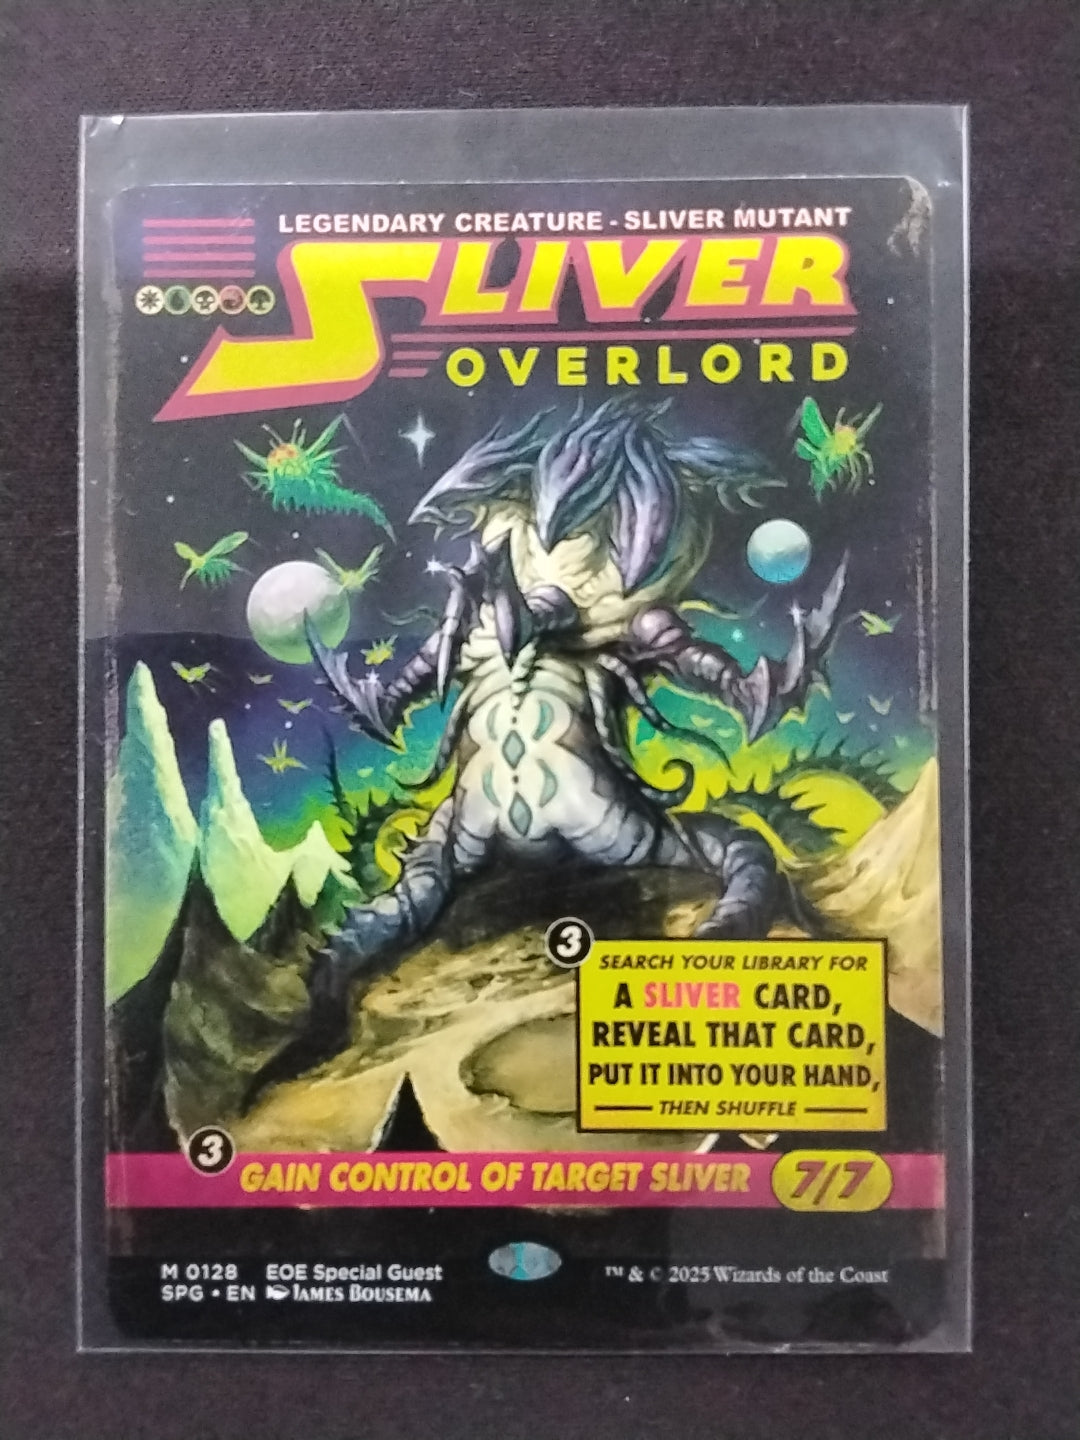 LEGENDARY CREATURE - SLIVER MUTANT
SLIVER
OVERLORD
3
SEARCH YOUR LIBRARY FOR
A SLIVER CARD,
REVEAL THAT CARD,
PUT IT INTO YOUR HAND,
THEN SHUFFLE
3
GAIN CONTROL OF TARGET SLIVER 7/7
M 0128 EOE Special Guest
SPG • EN JAMES BOUSEMA
™ & © 2025 Wizards of the Coast